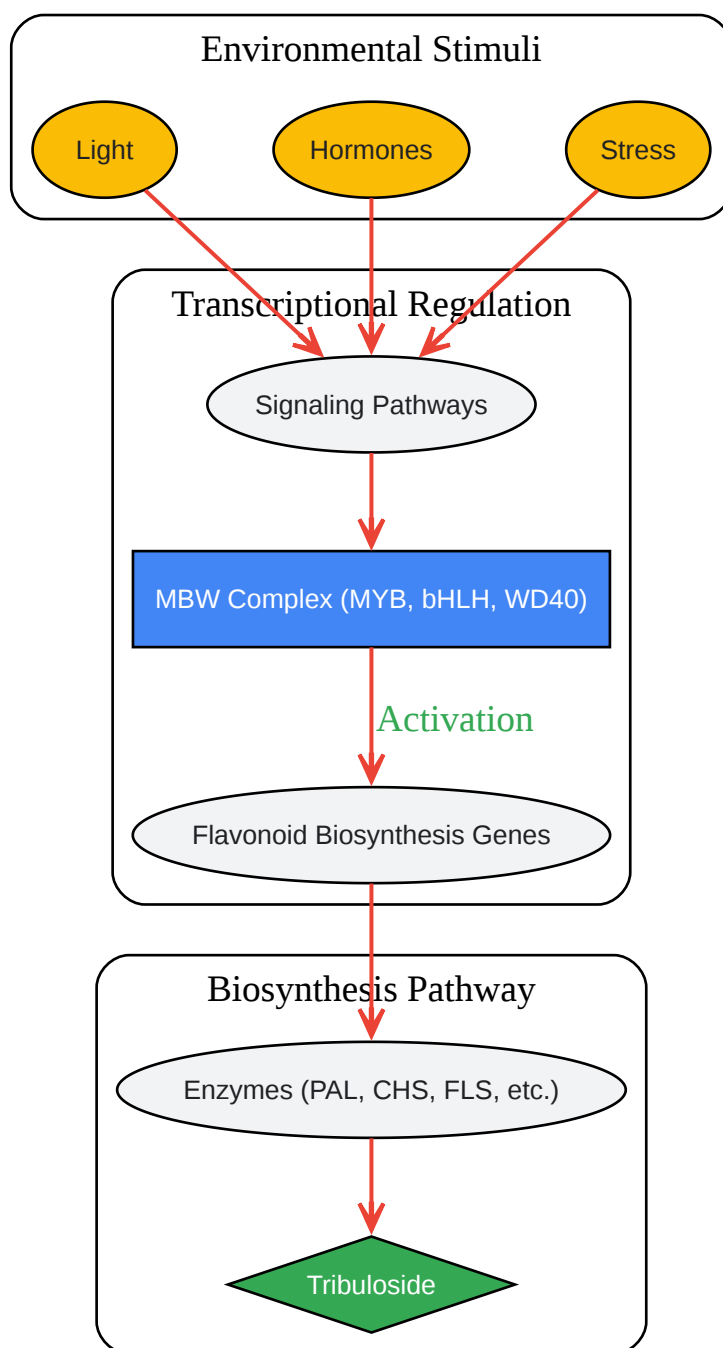 Environmental Stimuli
Light
Hormones
Stress
Transcriptional Regulation
Signaling Pathways
MBW Complex (MYB, bHLH, WD40)
Activation
Flavonoid Biosynthesis Genes
Biosynthesis Pathway
Enzymes (PAL, CHS, FLS, etc.)
Tribuloside